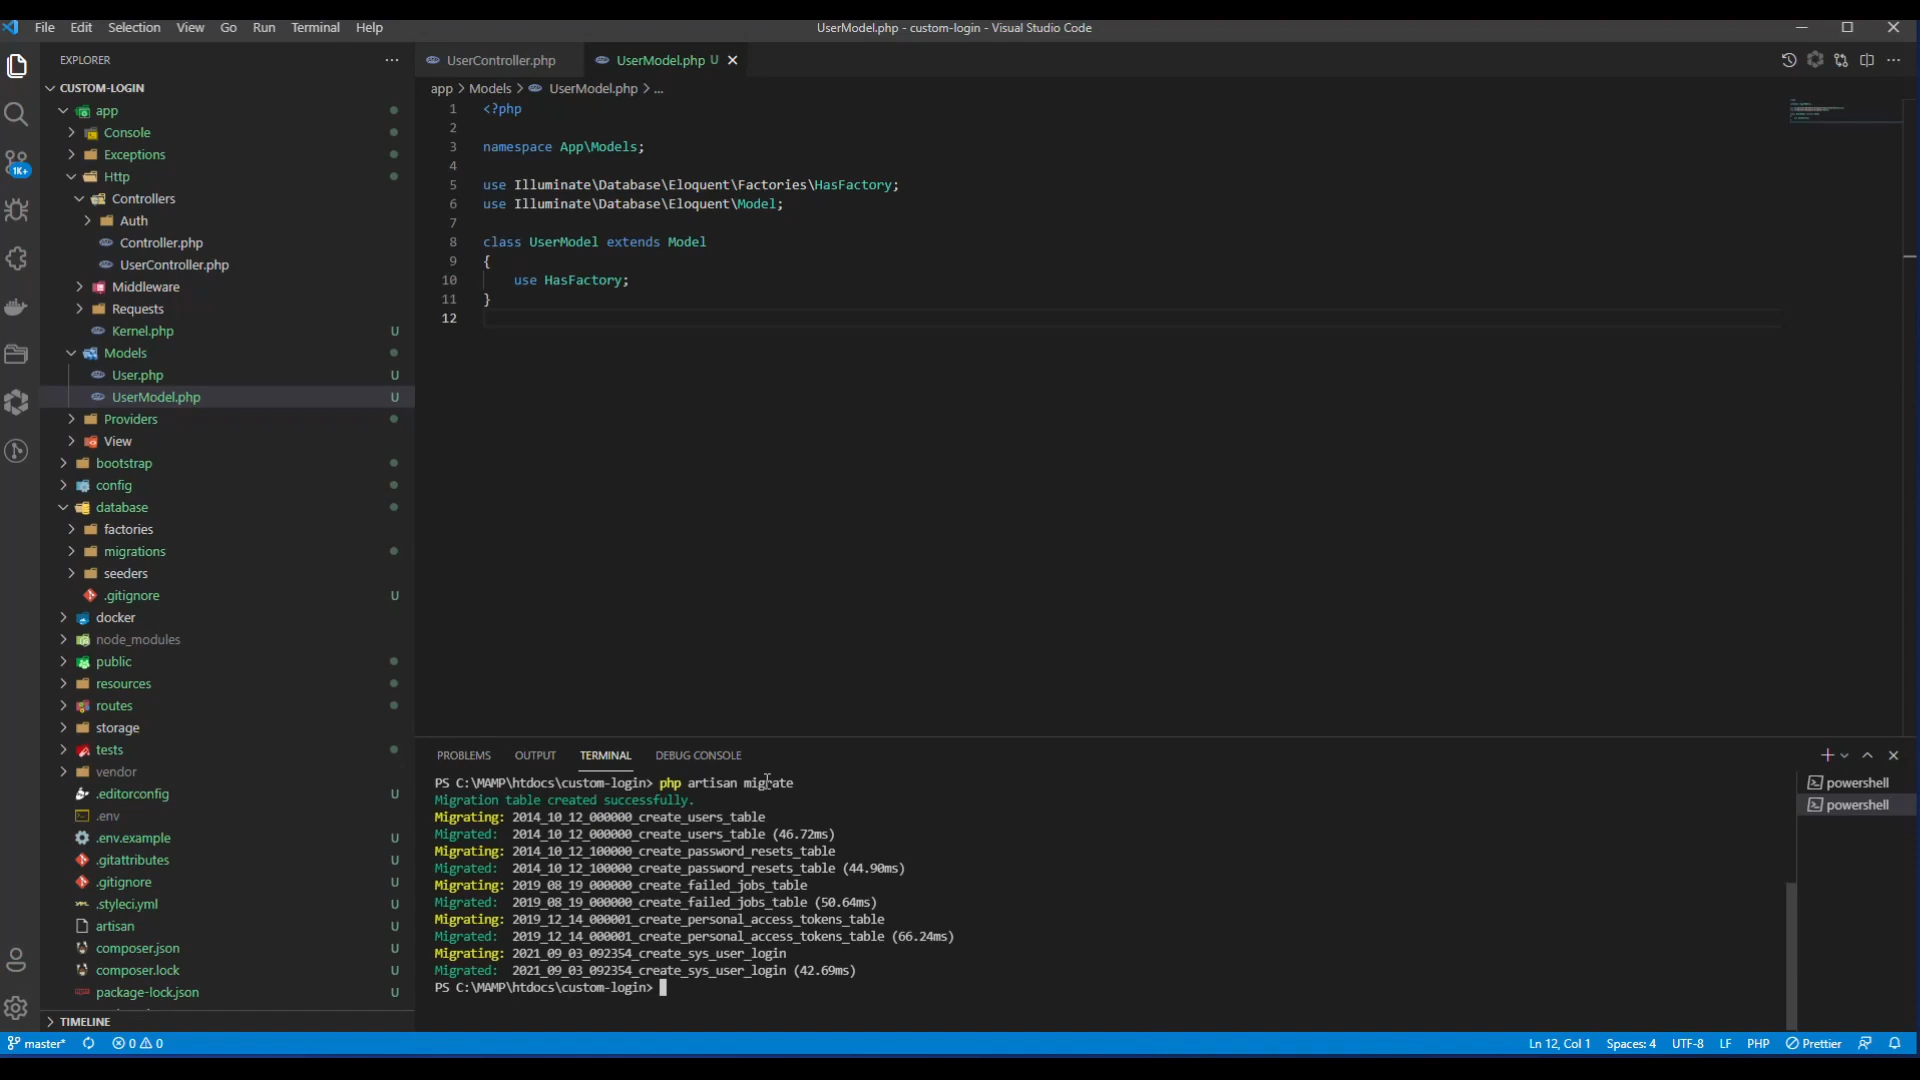 File Edit Selection View Go Run Terminal Help
UserModel.php - custom-login - Visual Studio Code
EXPLORER
CUSTOM-LOGIN
app
Console
Exceptions
Http
Controllers
Auth
Controller.php
UserController.php
Middleware
Requests
Kernel.php U
Models
User.php U
UserModel.php U
Providers
View
bootstrap
config
database
factories
migrations
seeders
.gitignore U
docker
node_modules
public
resources
routes
storage
tests
vendor
.editorconfig U
.env
.env.example U
.gitattributes U
.gitignore U
.styleci.yml U
artisan U
composer.json U
composer.lock U
package-lock.json U
TIMELINE
1K+
UserController.php
UserModel.php U
app > Models > UserModel.php > ...
1 <?php
2
3 namespace App\Models;
4
5 use Illuminate\Database\Eloquent\Factories\HasFactory;
6 use Illuminate\Database\Eloquent\Model;
7
8 class UserModel extends Model
9 {
10 use HasFactory;
11 }
12
PROBLEMS OUTPUT TERMINAL DEBUG CONSOLE
PS C:\MAMP\htdocs\custom-login> php artisan migrate
Migration table created successfully.
Migrating: 2014_10_12_000000_create_users_table
Migrated: 2014_10_12_000000_create_users_table (46.72ms)
Migrating: 2014_10_12_100000_create_password_resets_table
Migrated: 2014_10_12_100000_create_password_resets_table (44.90ms)
Migrating: 2019_08_19_000000_create_failed_jobs_table
Migrated: 2019_08_19_000000_create_failed_jobs_table (50.64ms)
Migrating: 2019_12_14_000001_create_personal_access_tokens_table
Migrated: 2019_12_14_000001_create_personal_access_tokens_table (66.24ms)
Migrating: 2021_09_03_092354_create_sys_user_login
Migrated: 2021_09_03_092354_create_sys_user_login (42.69ms)
PS C:\MAMP\htdocs\custom-login>
powershell
powershell
master* 0 0
Ln 12, Col 1 Spaces: 4 UTF-8 LF PHP Prettier